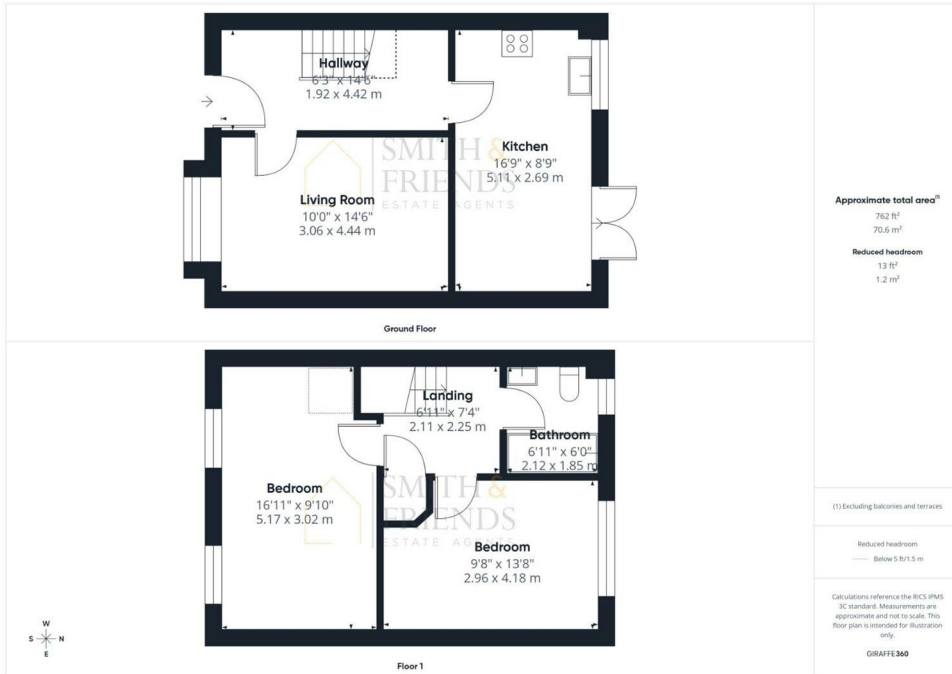 Hallway
6'3" x 14'6"
1.92 x 4.42 m
Kitchen
16'9" x 8'9"
5.11 x 2.69 m
SMITH &
FRIENDS
ESTATE AGENTS
Living Room
10'0" x 14'6"
3.06 x 4.44 m
Ground Floor
Approximate total area(1)
762 ft²
70.6 m²
Reduced headroom
13 ft²
1.2 m²
Landing
6'11" x 7'4"
2.11 x 2.25 m
Bathroom
6'11" x 6'0"
2.12 x 1.85 m
Bedroom
16'11" x 9'10"
5.17 x 3.02 m
SMITH &
FRIENDS
ESTATE AGENTS
Bedroom
9'8" x 13'8"
2.96 x 4.18 m
W
S N
E
Floor 1
(1) Excluding balconies and terraces
Reduced headroom
Below 5 ft/1.5 m
Calculations reference the RICS IPMS
3C standard. Measurements are
approximate and not to scale. This
floor plan is intended for illustration
only.
GIRAFFE360